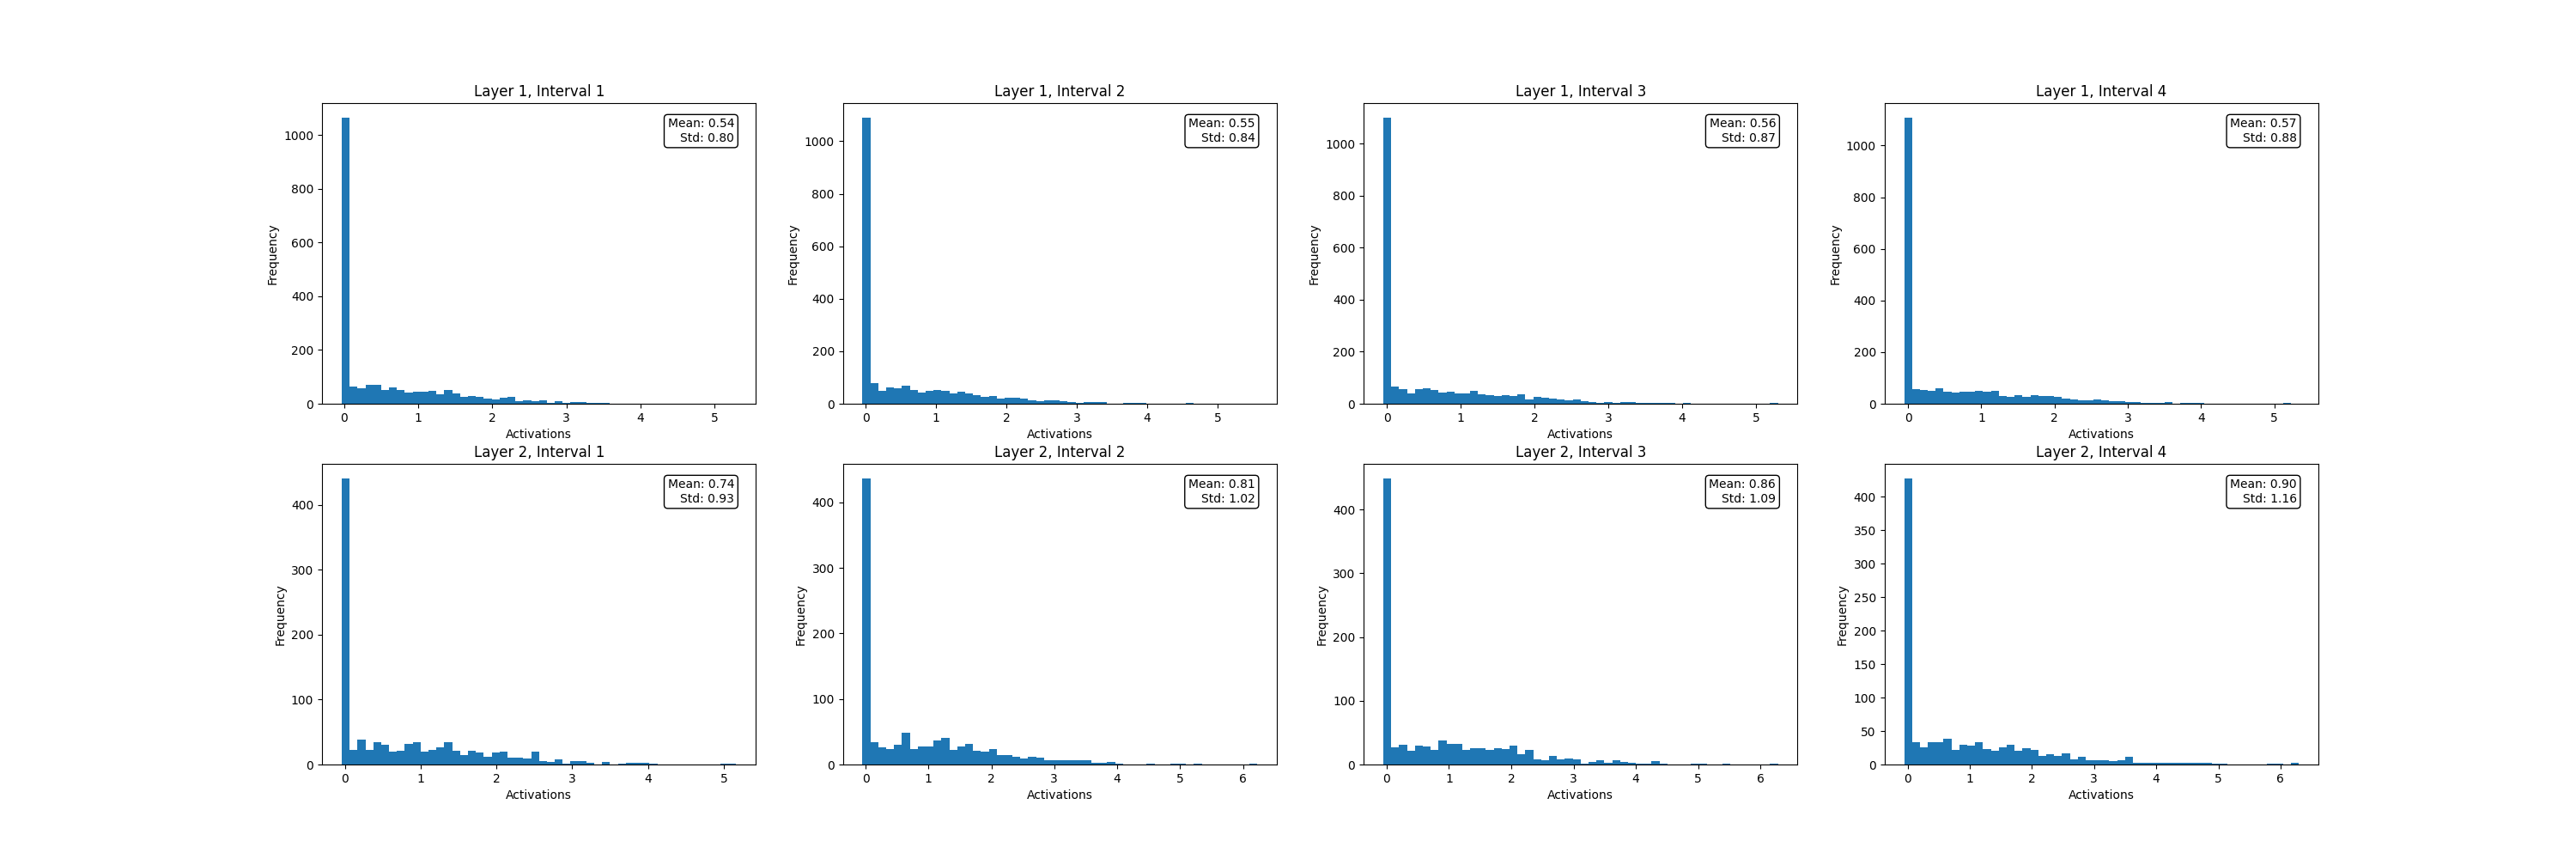 Layer 1, Interval 1
Mean: 0.54
Std: 0.80
1000
800
600
400
200
0
Frequency
0 1 2 3 4 5
Activations
Layer 1, Interval 2
Mean: 0.55
Std: 0.84
1000
800
600
400
200
0
Frequency
0 1 2 3 4 5
Activations
Layer 1, Interval 3
Mean: 0.56
Std: 0.87
1000
800
600
400
200
0
Frequency
0 1 2 3 4 5
Activations
Layer 1, Interval 4
Mean: 0.57
Std: 0.88
1000
800
600
400
200
0
Frequency
0 1 2 3 4 5
Activations
Layer 2, Interval 1
Mean: 0.74
Std: 0.93
400
300
200
100
0
Frequency
0 1 2 3 4 5
Activations
Layer 2, Interval 2
Mean: 0.81
Std: 1.02
400
300
200
100
0
Frequency
0 1 2 3 4 5 6
Activations
Layer 2, Interval 3
Mean: 0.86
Std: 1.09
400
300
200
100
0
Frequency
0 1 2 3 4 5 6
Activations
Layer 2, Interval 4
Mean: 0.90
Std: 1.16
400
350
300
250
200
150
100
50
0
Frequency
0 1 2 3 4 5 6
Activations